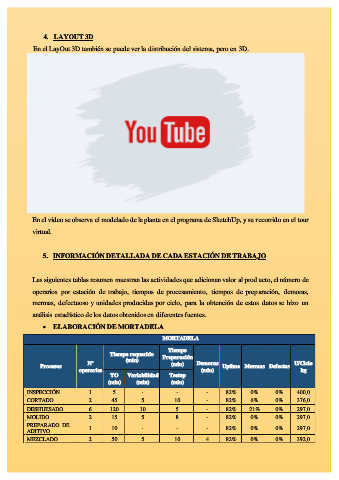 4. LAYOUT 3D
En el LayOut 3D también se puede ver la distribución del sistema, pero en 3D.
YouTube
En el video se observa el modelado de la planta en el programa de SketchUp, y su recorrido en el tour
virtual.
5. INFORMACIÓN DETALLADA DE CADA ESTACIÓN DE TRABAJO
Las siguientes tablas resumen muestran las actividades que adicionan valor al producto, el número de
operarios por estación de trabajo, tiempos de procesamiento, tiempos de preparación, demoras,
mermas, defectuoso y unidades producidas por ciclo, para la obtención de estos datos se hizo un
análisis estadístico de los datos obtenidos en diferentes fuentes.
• ELABORACIÓN DE MORTADELA
MORTADELA
Procesos N° operarios Tiempo requerido (min) Tiempo Preparación (min) Demoras (min) Uptime Mermas Defectos U/Ciclo kg
TO (min) Variabilidad (min) Tsetup (min)
INSPECCIÓN 1 5 - - - 82% 0% 0% 400,0
CORTADO 2 45 5 10 - 82% 6% 0% 376,0
DESHUESADO 6 120 10 5 - 82% 21% 0% 297,0
MOLIDO 2 15 5 8 - 82% 0% 0% 297,0
PREPARADO DE ADITIVO 1 10 - - - 82% 0% 0% 297,0
MEZCLADO 2 50 5 10 4 82% 0% 0% 392,0